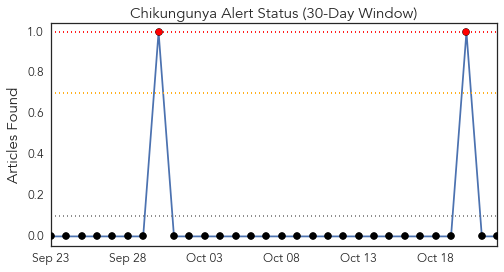 Chikungunya Alert Status (30-Day Window)
Articles Found
1.0
0.8
0.6
0.4
0.2
0.0
Sep 23 Sep 28 Oct 03 Oct 08 Oct 13 Oct 18